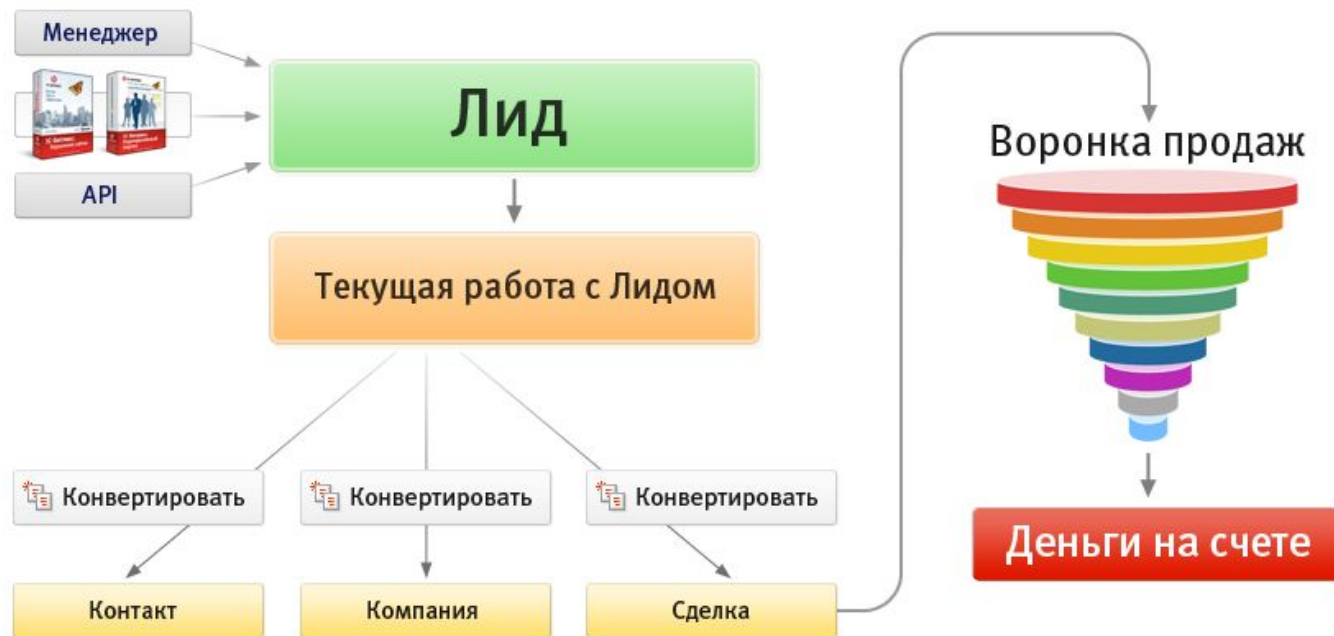 Менеджер
API
Лид
Текущая работа с Лидом
Конвертировать
Конвертировать
Конвертировать
Контакт
Компания
Сделка
Воронка продаж
Деньги на счете